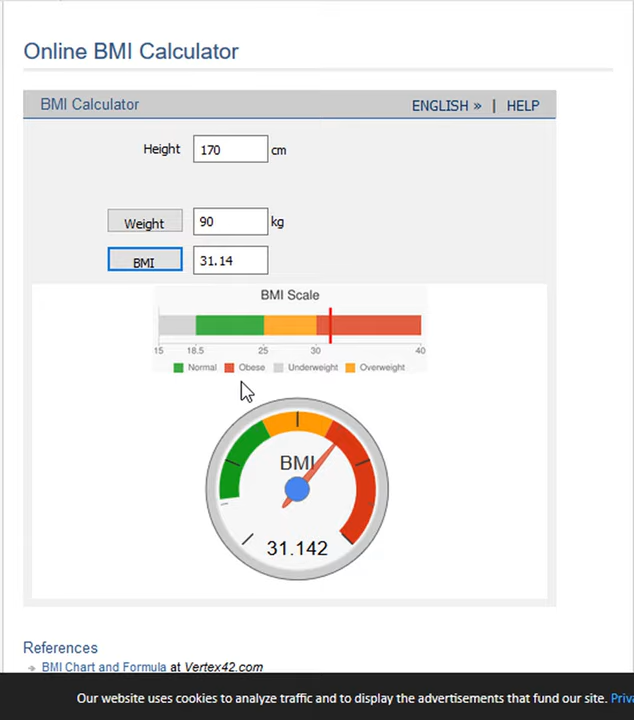 Online BMI Calculator
BMI Calculator ENGLISH » | HELP
Height 170 cm
Weight 90 kg
BMI 31.14
BMI Scale
15 18.5 25 30 40
Normal Obese Underweight Overweight
BMI
31.142
References
BMI Chart and Formula at Vertex42.com
Our website uses cookies to analyze traffic and to display the advertisements that fund our site. Priva